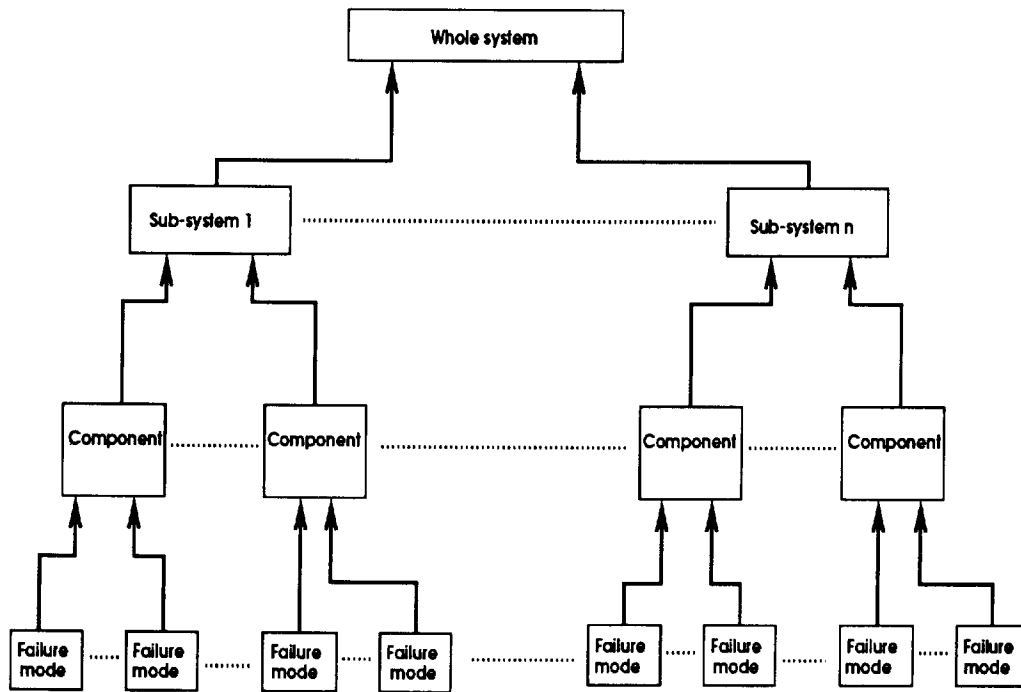 Whole system
Sub-system 1
Sub-system n
Component
Component
Component
Component
Failure
mode
Failure
mode
Failure
mode
Failure
mode
Failure
mode
Failure
mode
Failure
mode
Failure
mode